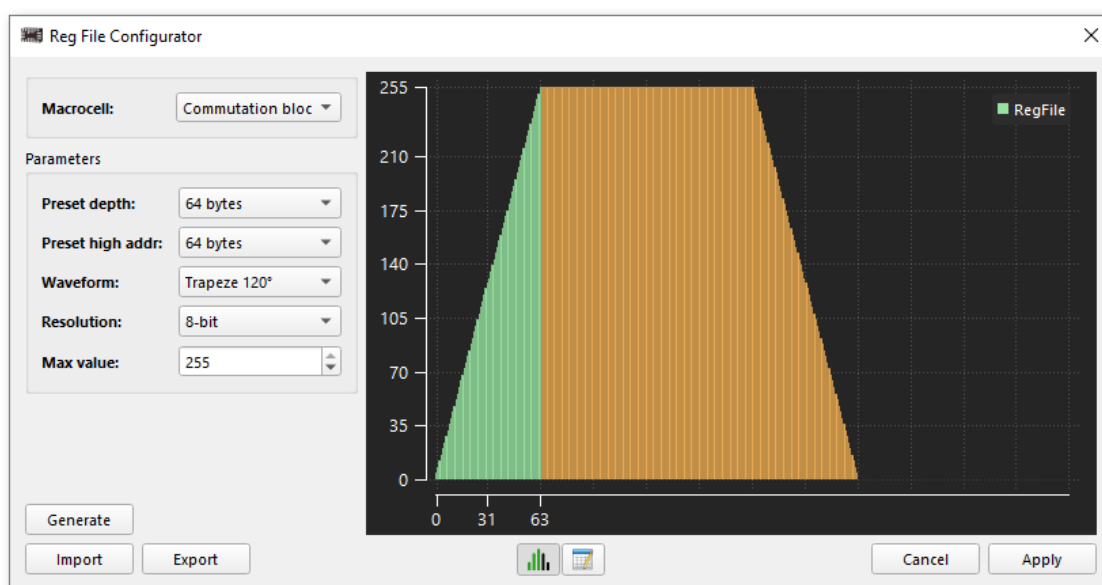 Reg File Configurator
Macrocell: Commutation bloc
Parameters
Preset depth: 64 bytes
Preset high addr: 64 bytes
Waveform: Trapeze 120°
Resolution: 8-bit
Max value: 255
Generate
Import Export
255
210
175
140
105
70
35
0
0 31 63
RegFile
Cancel Apply